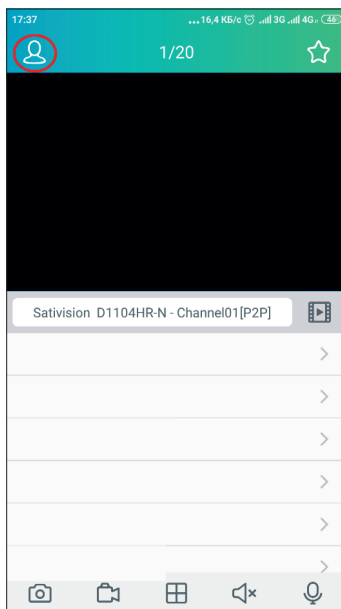 17:37 ...16,4 КБ/с 3G 4G 46
1/20
Sativision D1104HR-N - Channel01[P2P]